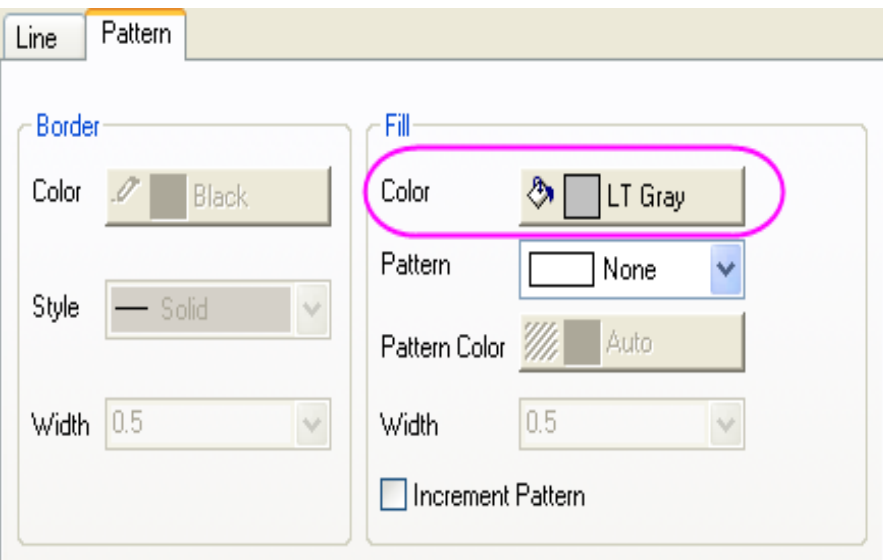 Line Pattern
Border
Color Black
Style Solid
Width 0.5
Fill
Color LT Gray
Pattern None
Pattern Color Auto
Width 0.5
Increment Pattern